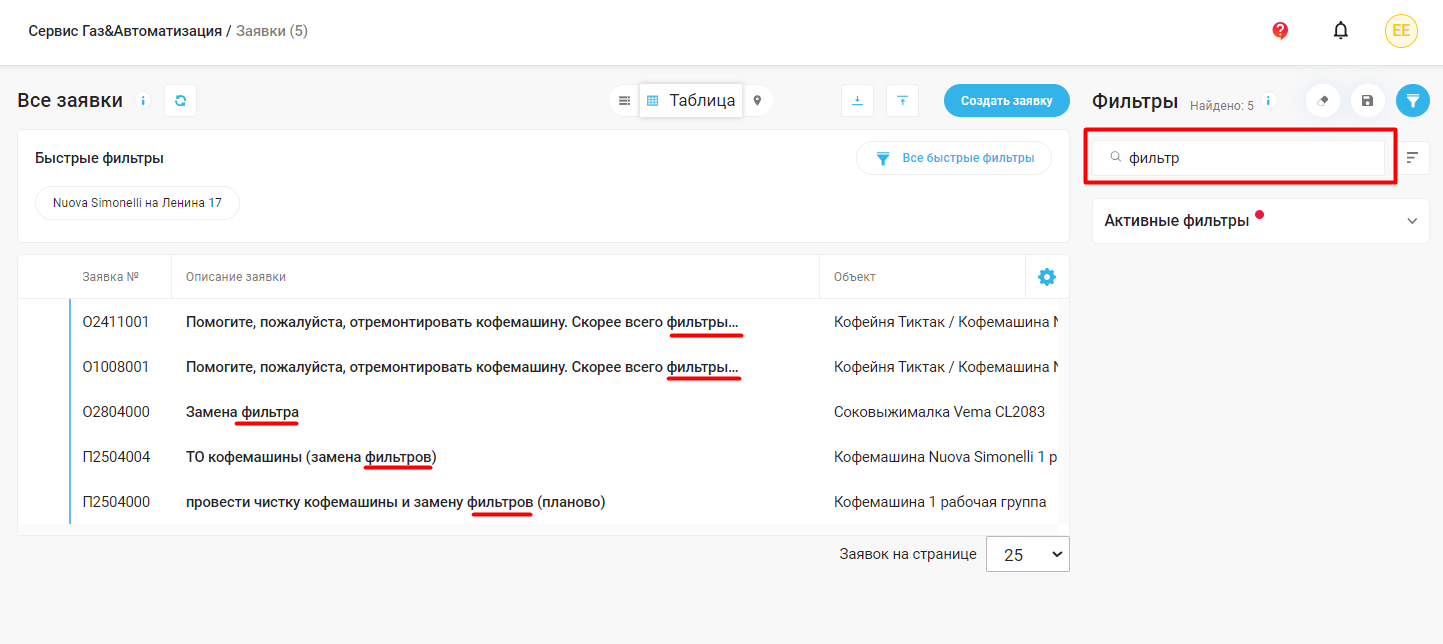 Сервис Газ&Автоматизация / Заявки (5)
EE
Все заявки
Таблица
Создать заявку
Фильтры Найдено: 5
фильтр
Активные фильтры
Быстрые фильтры
Все быстрые фильтры
Nuova Simonelli на Ленина 17
Заявка № Описание заявки Объект
О2411001 Помогите, пожалуйста, отремонтировать кофемашину. Скорее всего фильтры... Кофейня Тиктак / Кофемашина N
О1008001 Помогите, пожалуйста, отремонтировать кофемашину. Скорее всего фильтры... Кофейня Тиктак / Кофемашина N
О2804000 Замена фильтра Соковыжималка Vema CL2083
П2504004 ТО кофемашины (замена фильтров) Кофемашина Nuova Simonelli 1 р
П2504000 провести чистку кофемашины и замену фильтров (планово) Кофемашина 1 рабочая группа
Заявок на странице 25